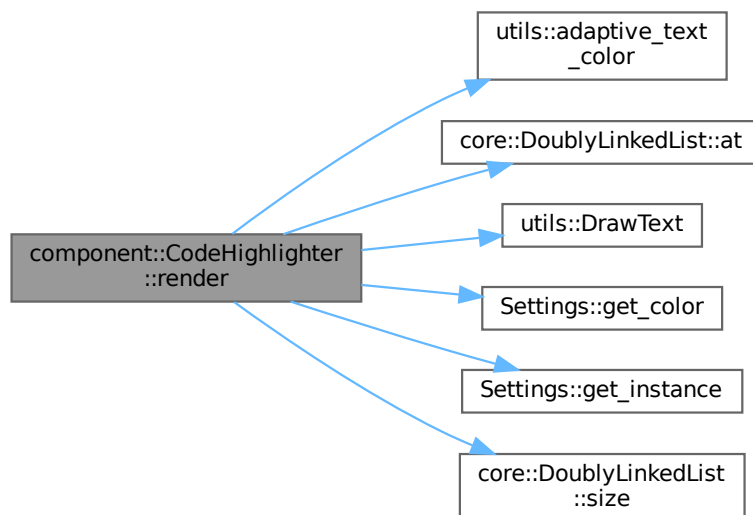 utils::adaptive_text
_color
core::DoublyLinkedList::at
utils::DrawText
component::CodeHighlighter
::render
Settings::get_color
Settings::get_instance
core::DoublyLinkedList
::size